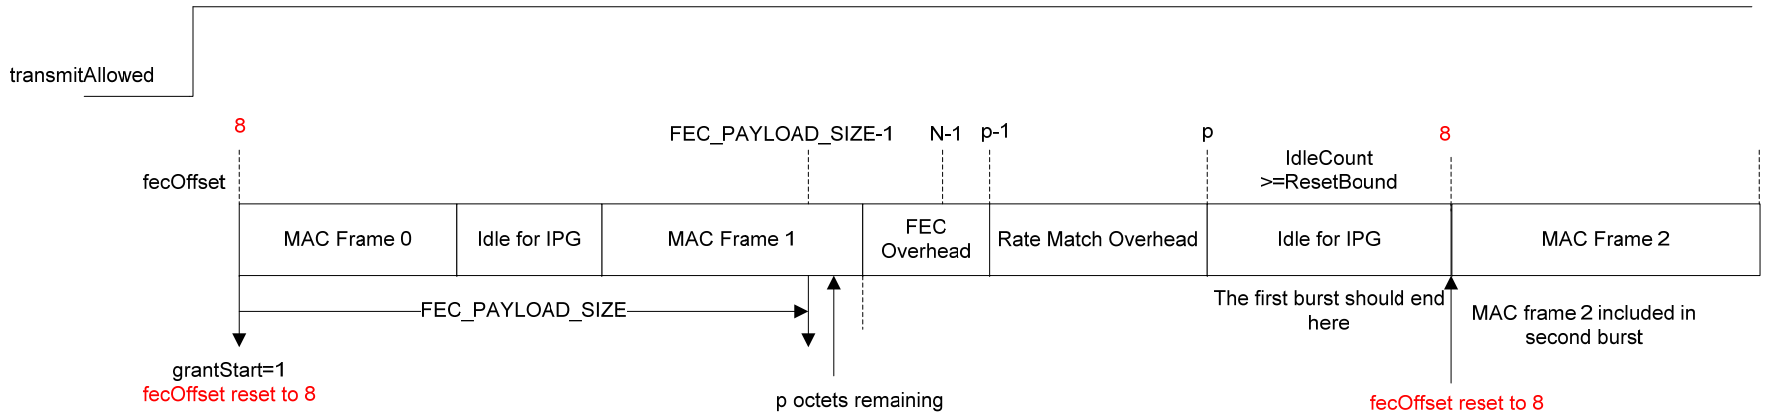 transmitAllowed
8
FEC_PAYLOAD_SIZE-1
N-1
p-1
p
8
fecOffset
IdleCount
>=ResetBound
MAC Frame 0
Idle for IPG
MAC Frame 1
FEC
Overhead
Rate Match Overhead
Idle for IPG
MAC Frame 2
FEC_PAYLOAD_SIZE
The first burst should end
here
MAC frame 2 included in
second burst
grantStart=1
fecOffset reset to 8
p octets remaining
fecOffset reset to 8